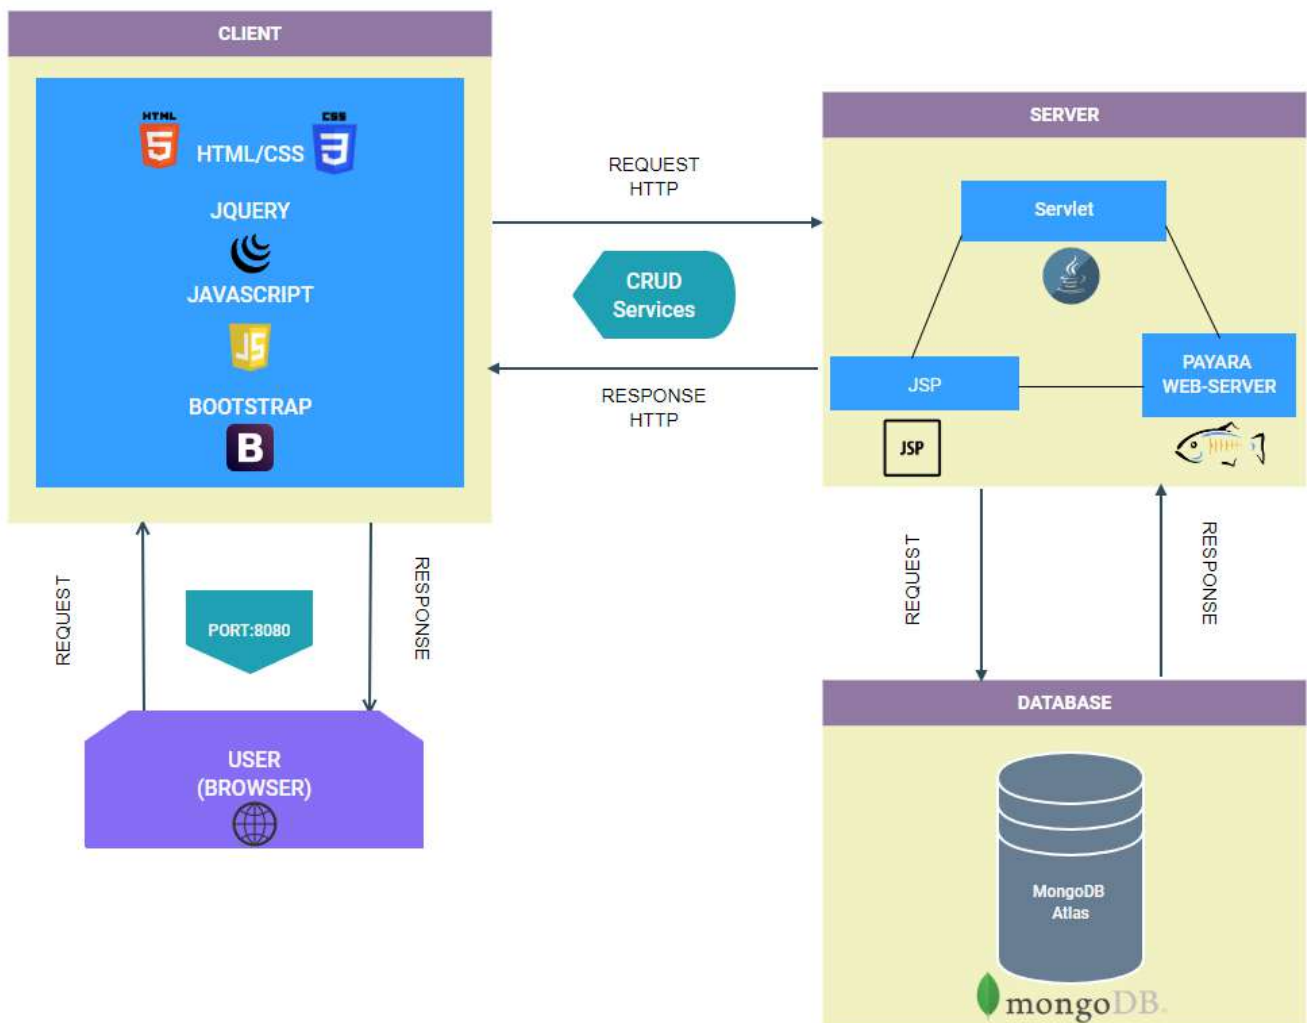 CLIENT
HTML
CSS
HTML/CSS
JQUERY
JAVASCRIPT
JS
BOOTSTRAP
B
REQUEST
HTTP
CRUD
Services
RESPONSE
HTTP
SERVER
Servlet
JSP
JSP
PAYARA
WEB-SERVER
REQUEST
PORT:8080
RESPONSE
USER
(BROWSER)
REQUEST
RESPONSE
DATABASE
MongoDB
Atlas
mongoDB.